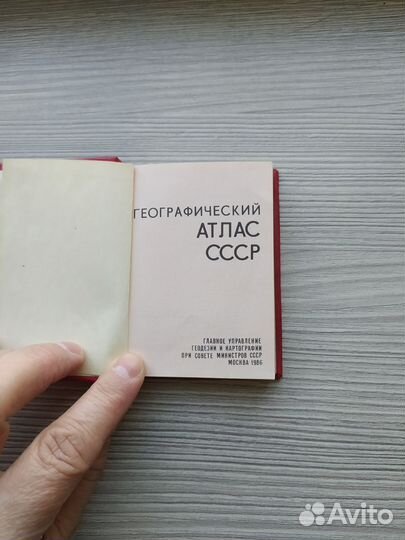 ГЕОГРАФИЧЕСКИЙ
АТЛАС
СССР
ГЛАВНОЕ УПРАВЛЕНИЕ
ГЕОДЕЗИИ И КАРТОГРАФИИ
ПРИ СОВЕТЕ МИНИСТРОВ СССР
МОСКВА 1986
Avito